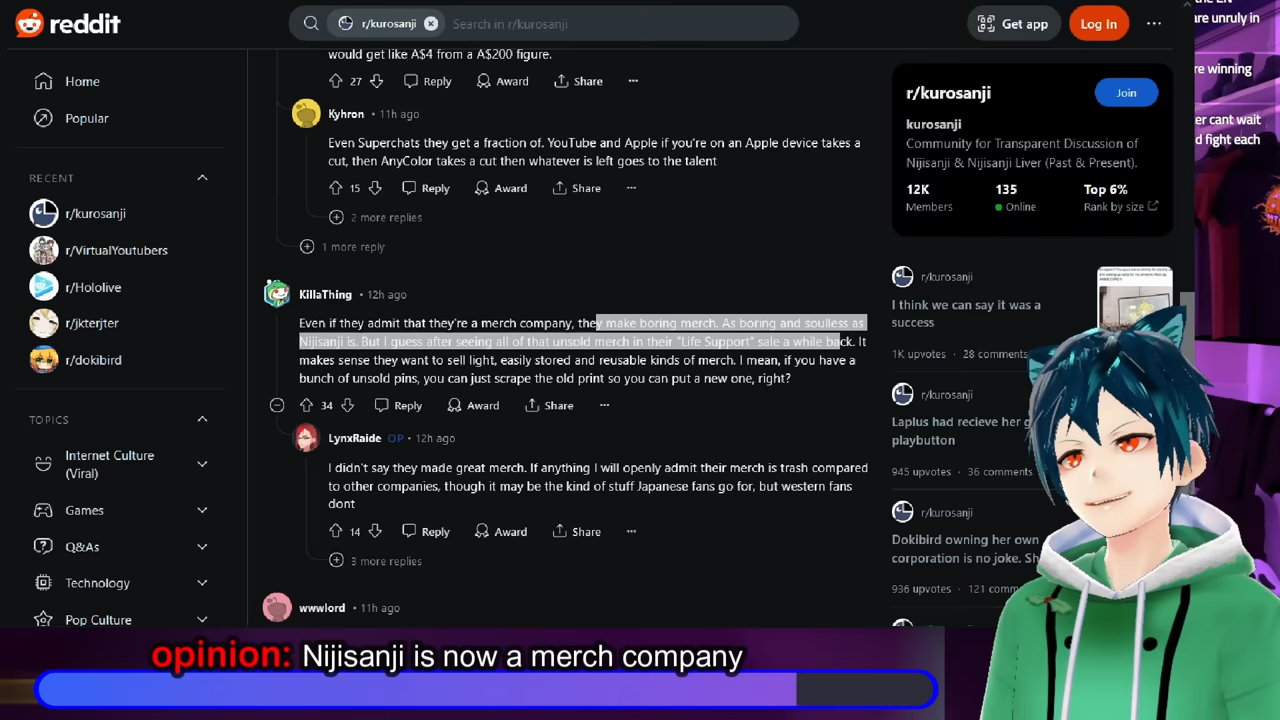 reddit
r/kurosanji
Search in r/kurosanji
Get app
Log In
Home
Popular
RECENT
r/kurosanji
r/VirtualYoutubers
r/Hololive
r/jkterjter
r/dokibird
TOPICS
Internet Culture
(Viral)
Games
Q&As
Technology
Pop Culture
would get like A$4 from a A$200 figure.
27 Reply Award Share
Kyhron • 11h ago
Even Superchats they get a fraction of. YouTube and Apple if you're on an Apple device takes a
cut, then AnyColor takes a cut then whatever is left goes to the talent
15 Reply Award Share
2 more replies
1 more reply
KillaThing • 12h ago
Even if they admit that they're a merch company, they make boring merch. As boring and soulless as
Nijisanji is. But I guess after seeing all of that unsold merch in their "Life Support" sale a while back. It
makes sense they want to sell light, easily stored and reusable kinds of merch. I mean, if you have a
bunch of unsold pins, you can just scrape the old print so you can put a new one, right?
34 Reply Award Share
LynxRaide OP • 12h ago
I didn't say they made great merch. If anything I will openly admit their merch is trash compared
to other companies, though it may be the kind of stuff Japanese fans go for, but western fans
dont
14 Reply Award Share
3 more replies
wwwlord • 11h ago
r/kurosanji
Join
kurosanji
Community for Transparent Discussion of
Nijisanji & Nijisanji Liver (Past & Present).
12K 135 Top 6%
Members Online Rank by size
r/kurosanji
I think we can say it was a
success
1K upvotes • 28 comments
r/kurosanji
Laplus had recieve her g
playbutton
945 upvotes • 36 comments
r/kurosanji
Dokibird owning her own
corporation is no joke. Sh
936 upvotes • 121 comm
the EN
are unruly in
re winning
er cant wait
d fight each
opinion: Nijisanji is now a merch company